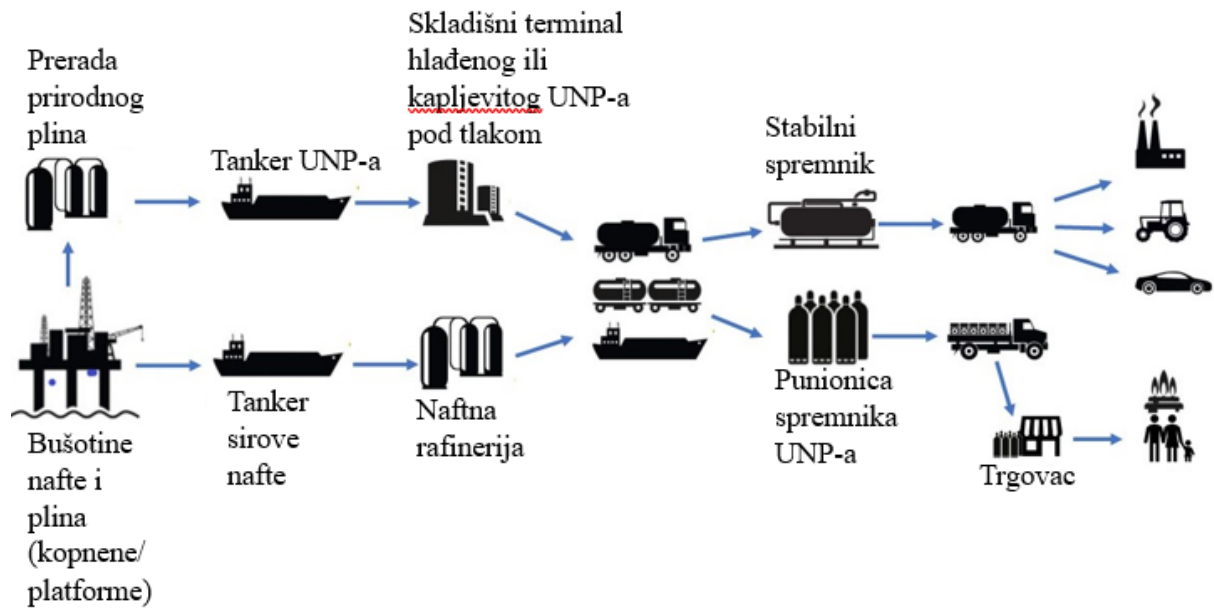 Prerada
prirodnog
plina
Tanker UNP-a
Skladišni terminal
hlađenog ili
kapljevitog UNP-a
pod tlakom
Stabilni
spremnik
Bušotine
nafte i
plina
(kopnene/
platforme)
Tanker
sirove
nafte
Naftna
rafinerija
Punionica
spremnika
UNP-a
Trgovac